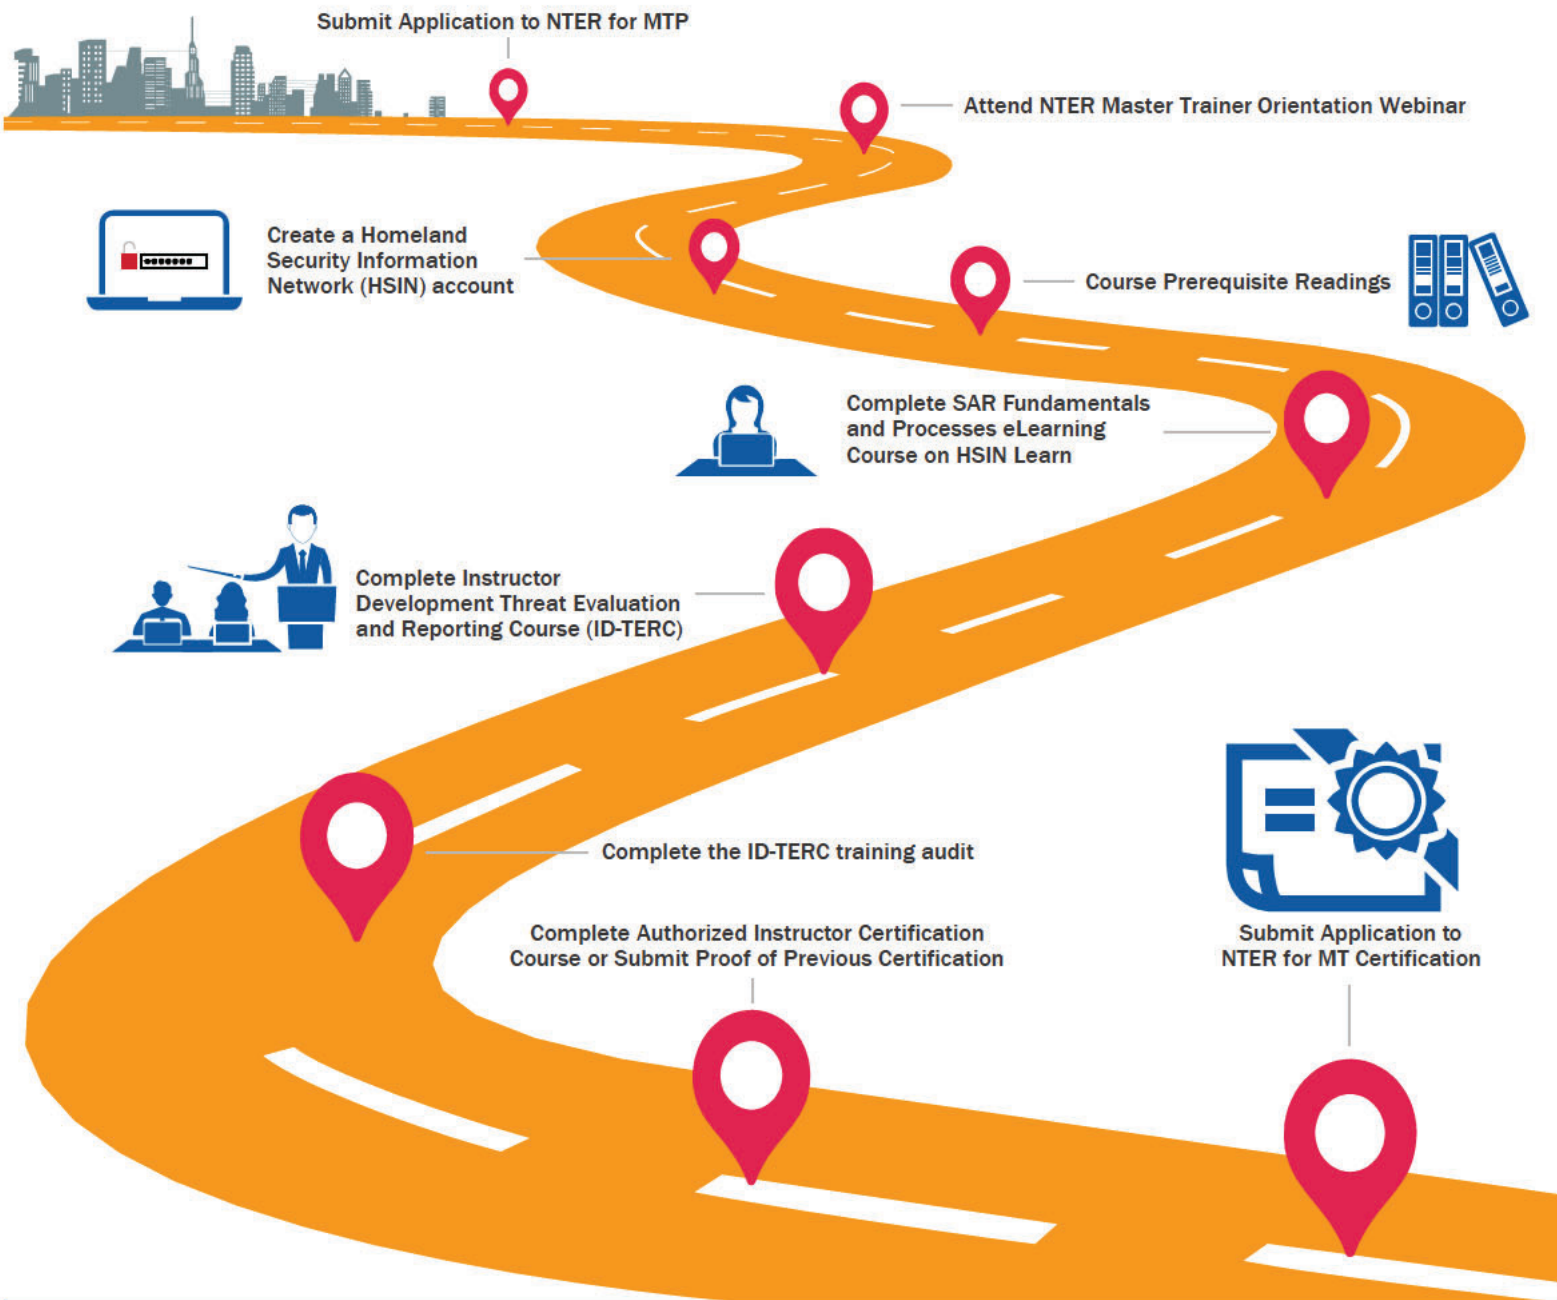 Submit Application to NTER for MTP
Attend NTER Master Trainer Orientation Webinar
Create a Homeland
Security Information
Network (HSIN) account
Course Prerequisite Readings
Complete SAR Fundamentals
and Processes eLearning
Course on HSIN Learn
Complete Instructor
Development Threat Evaluation
and Reporting Course (ID-TERC)
Complete the ID-TERC training audit
Complete Authorized Instructor Certification
Course or Submit Proof of Previous Certification
Submit Application to
NTER for MT Certification